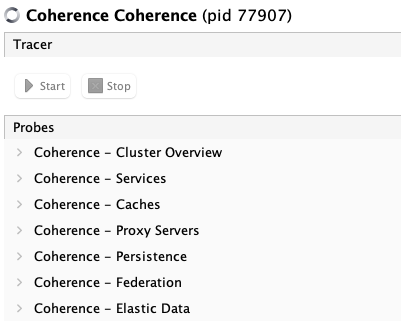 Coherence Coherence (pid 77907)
Tracer
Start Stop
Probes
Coherence – Cluster Overview
Coherence – Services
Coherence – Caches
Coherence – Proxy Servers
Coherence – Persistence
Coherence – Federation
Coherence – Elastic Data